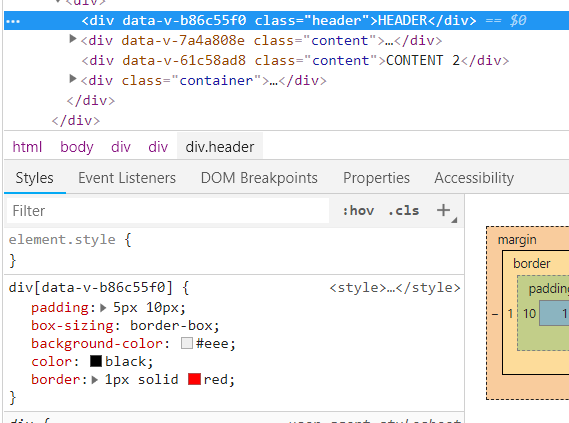 </div>
... <div data-v-b86c55f0 class="header">HEADER</div> == $0
▶<div data-v-7a4a808e class="content">…</div>
<div data-v-61c58ad8 class="content">CONTENT 2</div>
▶<div class="container">…</div>
</div>
</div>
html body div div div.header
Styles Event Listeners DOM Breakpoints Properties Accessibility
Filter :hov .cls +
element.style {
}
div[data-v-b86c55f0] { <style>…</style>
padding:▶ 5px 10px;
box-sizing: border-box;
background-color: #eee;
color: black;
border:▶ 1px solid red;
}
margin
border
padding
– 1 10 1